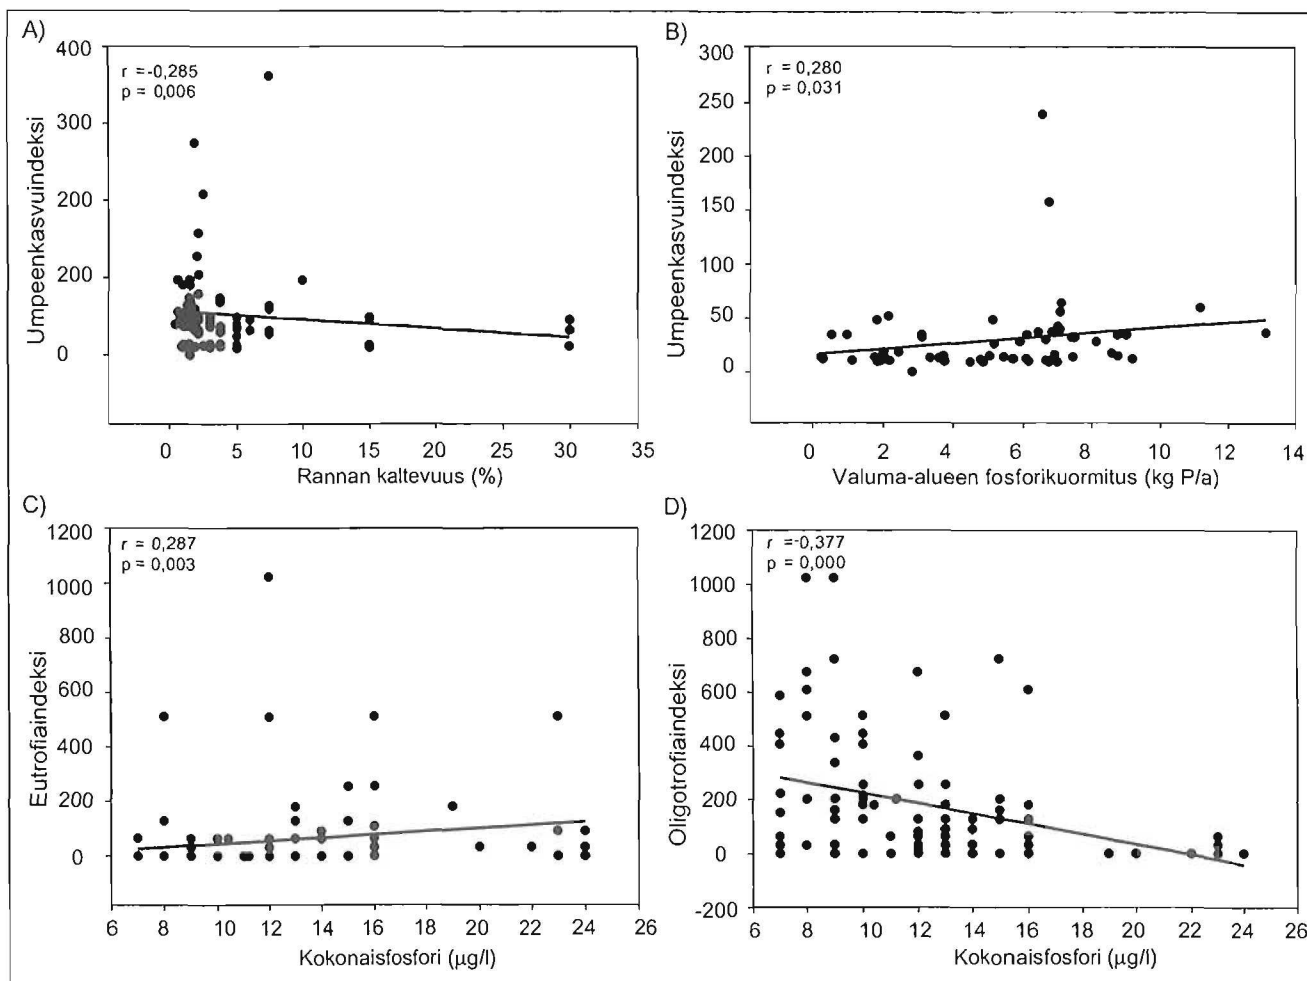 A)
r =-0,285
p = 0,006
Umpeenkasvuindeksi
400
300
200
200
0
0 5 10 15 20 25 30 35
Rannan kaltevuus (%)
B)
r = 0,280
p = 0,031
Umpeenkasvuindeksi
300
250
200
150
100
50
0
0 2 4 6 8 10 12 14
Valuma-alueen fosforikuormitus (kg P/a)
C)
r = 0,287
p = 0,003
Eutrofiaindeksi
1200
1000
800
600
400
200
0
6 8 10 12 14 16 18 20 22 24 26
Kokonaisfosfori (µg/l)
D)
r =-0,377
p = 0,000
Oligotrofiaindeksi
1200
1000
800
600
400
200
0
-200
6 8 10 12 14 16 18 20 22 24 26
Kokonaisfosfori (µg/l)